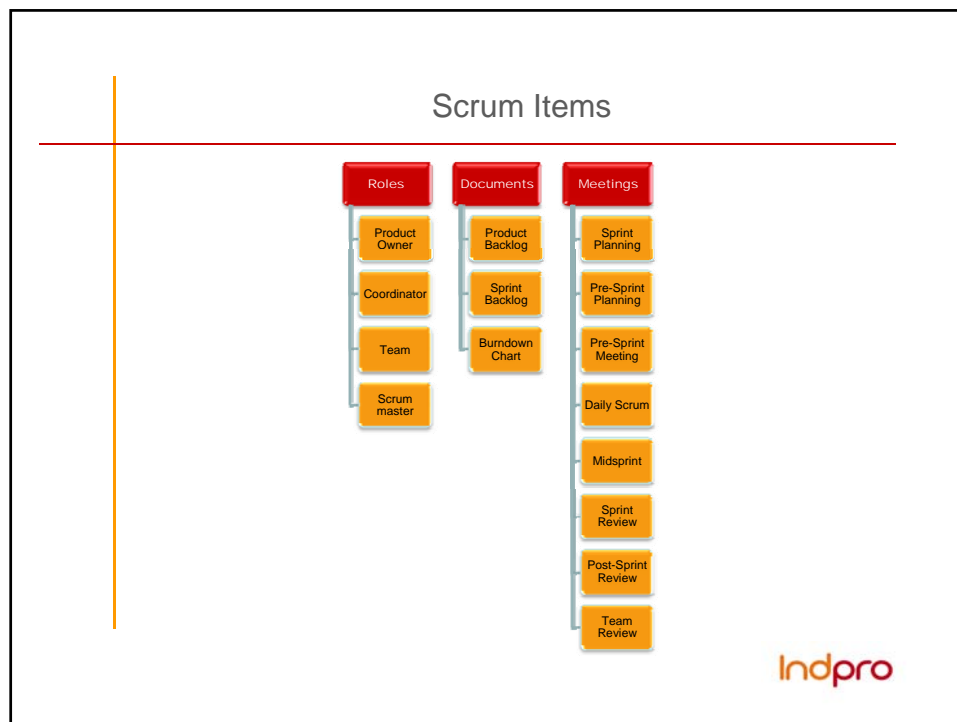 Scrum Items
Roles
Product
Owner
Coordinator
Team
Scrum
master
Documents
Product
Backlog
Sprint
Backlog
Burndown
Chart
Meetings
Sprint
Planning
Pre-Sprint
Planning
Pre-Sprint
Meeting
Daily Scrum
Midsprint
Sprint
Review
Post-Sprint
Review
Team
Review
Indpro